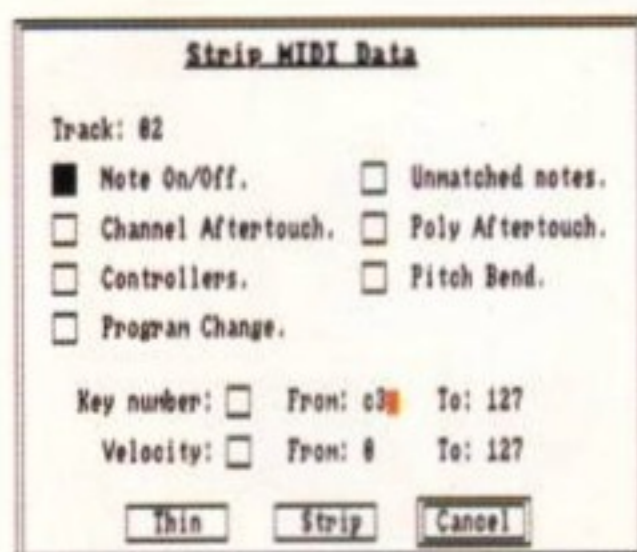 Strip MIDI Data
Track: 02
Note On/Off. Unmatched notes.
Channel Aftertouch. Poly Aftertouch.
Controllers. Pitch Bend.
Program Change.
Key number: From: c3 To: 127
Velocity: From: 0 To: 127
Thin Strip Cancel